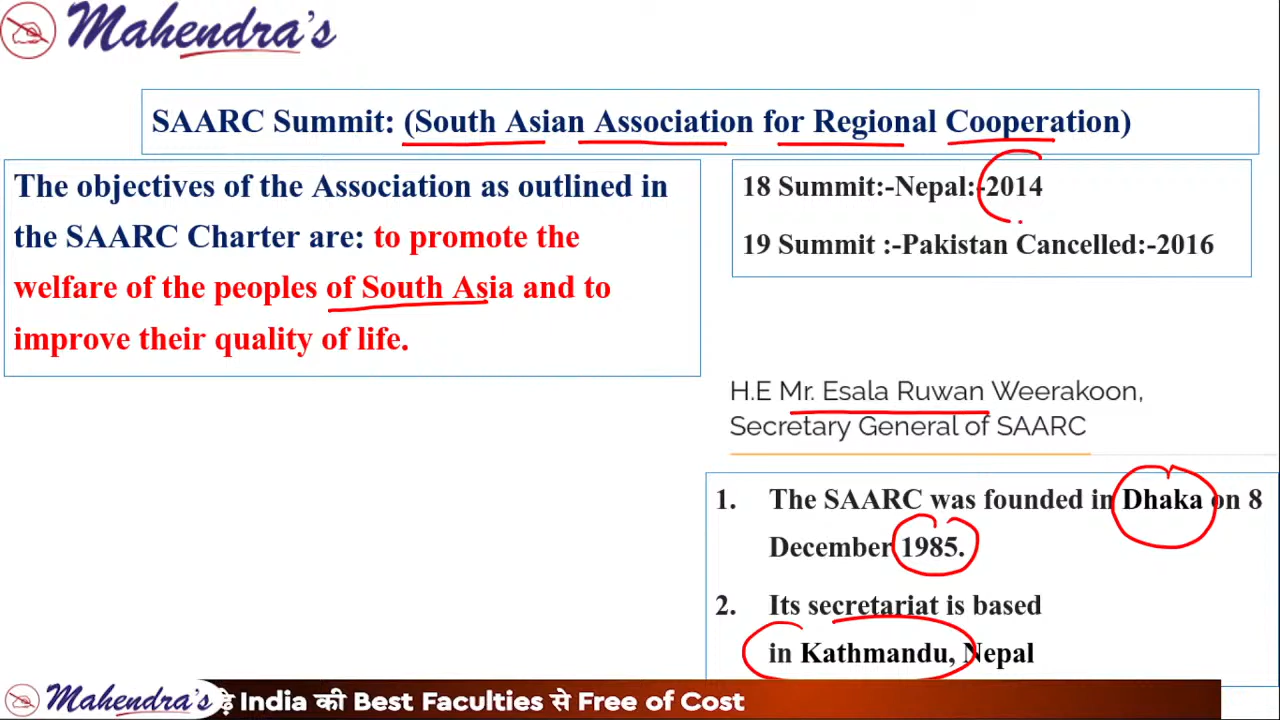 Mahendra's
SAARC Summit: (South Asian Association for Regional Cooperation)
The objectives of the Association as outlined in
the SAARC Charter are: to promote the
welfare of the peoples of South Asia and to
improve their quality of life.
18 Summit:-Nepal:-2014
19 Summit :-Pakistan Cancelled:-2016
H.E Mr. Esala Ruwan Weerakoon,
Secretary General of SAARC
1. The SAARC was founded in Dhaka on 8
December 1985.
2. Its secretariat is based
in Kathmandu, Nepal
Mahendra's India की Best Faculties से Free of Cost